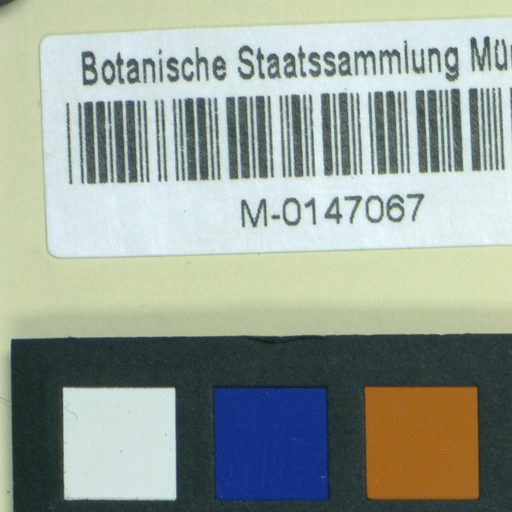 Botanische Staatssammlung Mü
M-0147067